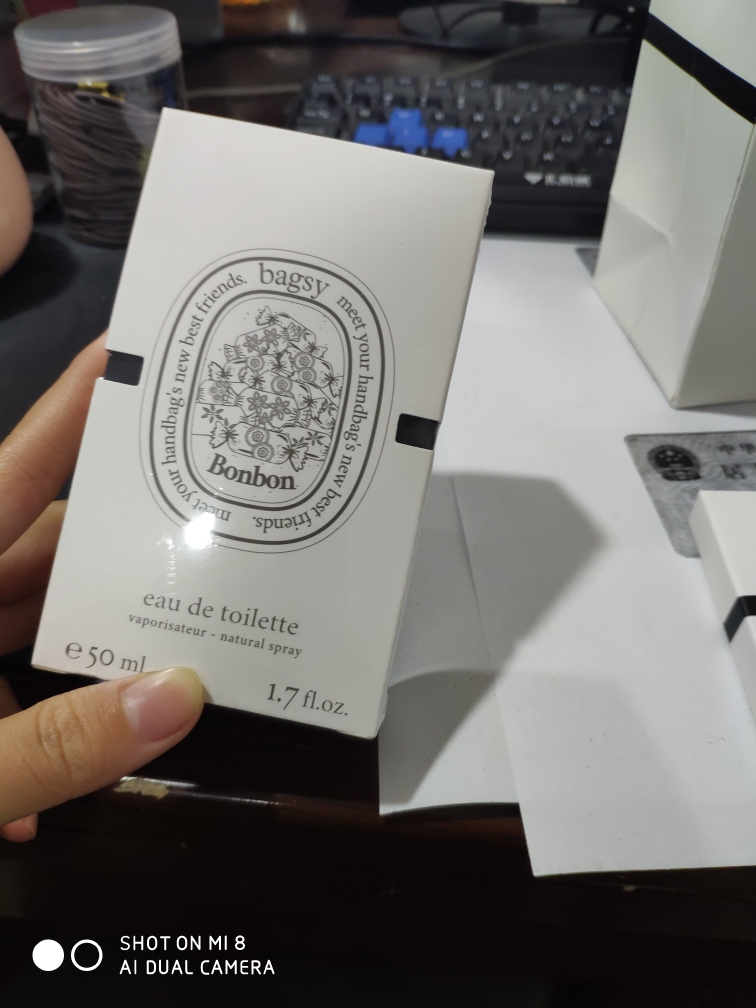 bagsy
meet your handbag's new best friends.
meet your handbag's new best friends.
Bonbon
eau de toilette
vaporisateur - natural spray
e 50 ml
1.7 fl.oz.
居
SHOT ON MI 8
AI DUAL CAMERA